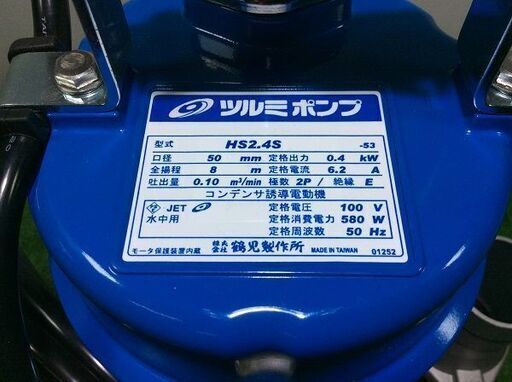 ツルミポンプ
型式 HS2.4S -53
口径 50 mm 定格出力 0.4 kW
全揚程 8 m 定格電流 6.2 A
吐出量 0.10 m³/min 極数 2P/ 絶縁 E
コンデンサ誘導電動機
JET 定格電圧 100 V
水中用 定格消費電力 580 W
定格周波数 50 Hz
モータ保護装置内蔵 株式会社 鶴見製作所 MADE IN TAIWAN 01252